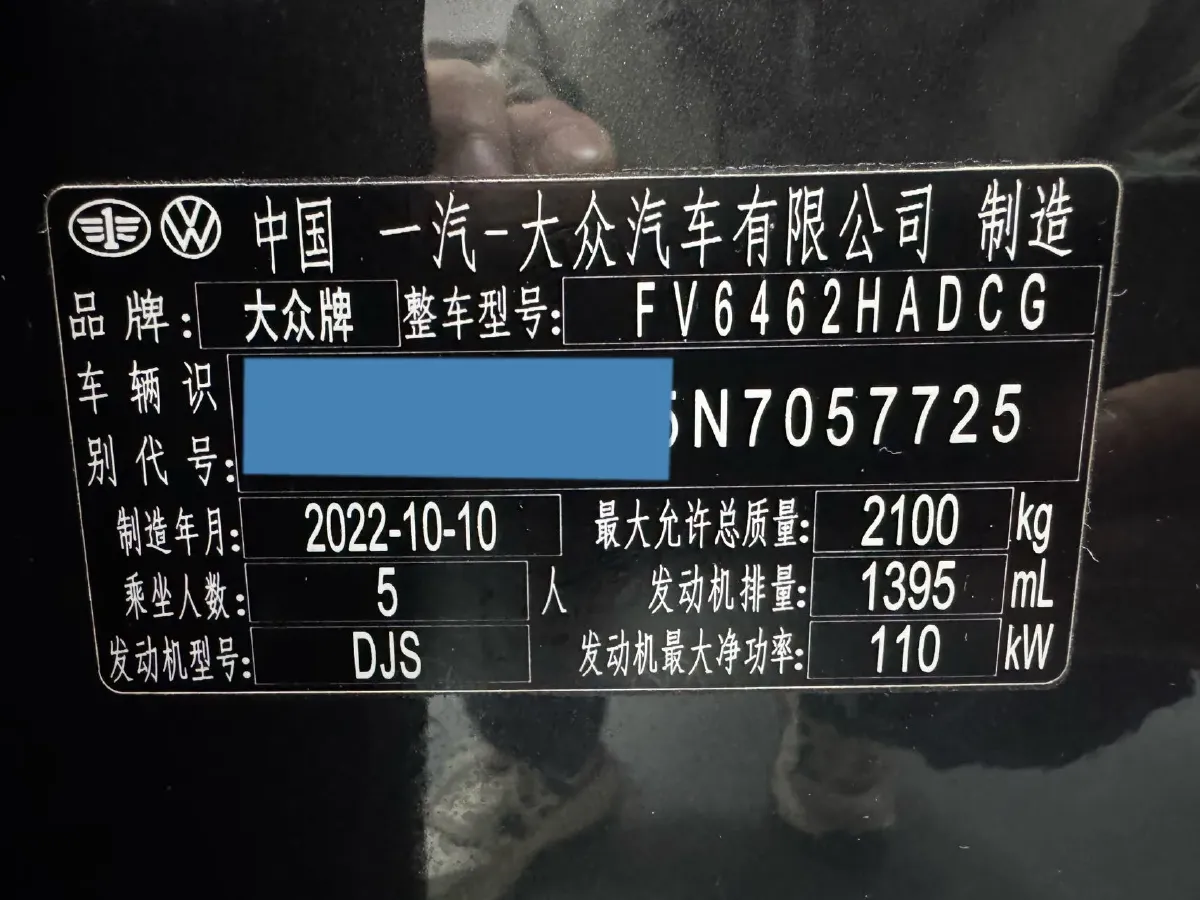 中国 一汽-大众汽车有限公司 制造
品牌: 大众牌 整车型号: FV6462HADCG
车辆识别代号: N7057725
制造年月: 2022-10-10 最大允许总质量: 2100 kg
乘坐人数: 5 人 发动机排量: 1395 mL
发动机型号: DJS 发动机最大净功率: 110 kW